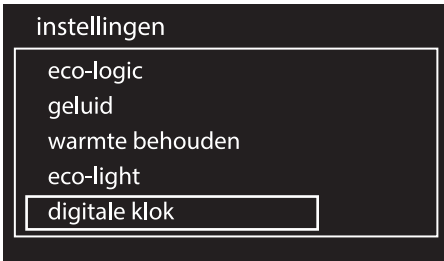 instellingen
eco-logic
geluid
warmte behouden
eco-light
digitale klok